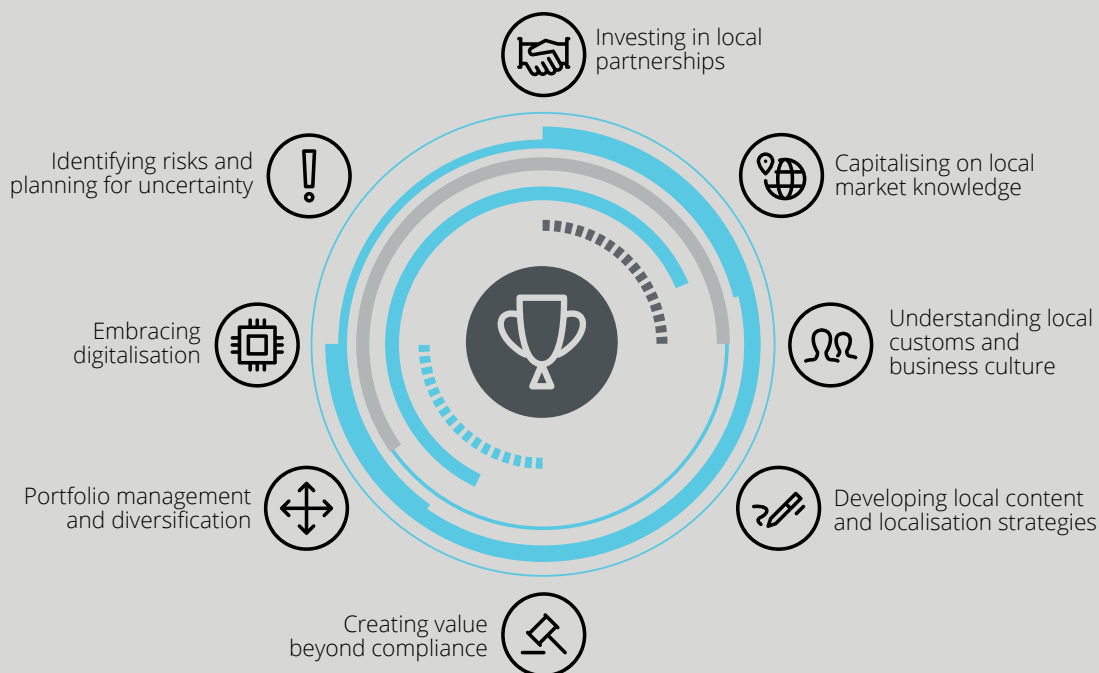 Investing in local
partnerships
Capitalising on local
market knowledge
Understanding local
customs and
business culture
Developing local content
and localisation strategies
Creating value
beyond compliance
Portfolio management
and diversification
Embracing
digitalisation
Identifying risks and
planning for uncertainty